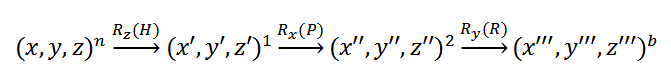 (x, y, z)ⁿ →^{R_z(H)} (x′, y′, z′)¹ →^{R_x(P)} (x′′, y′′, z′′)² →^{R_y(R)} (x′′′, y′′′, z′′′)ᵇ